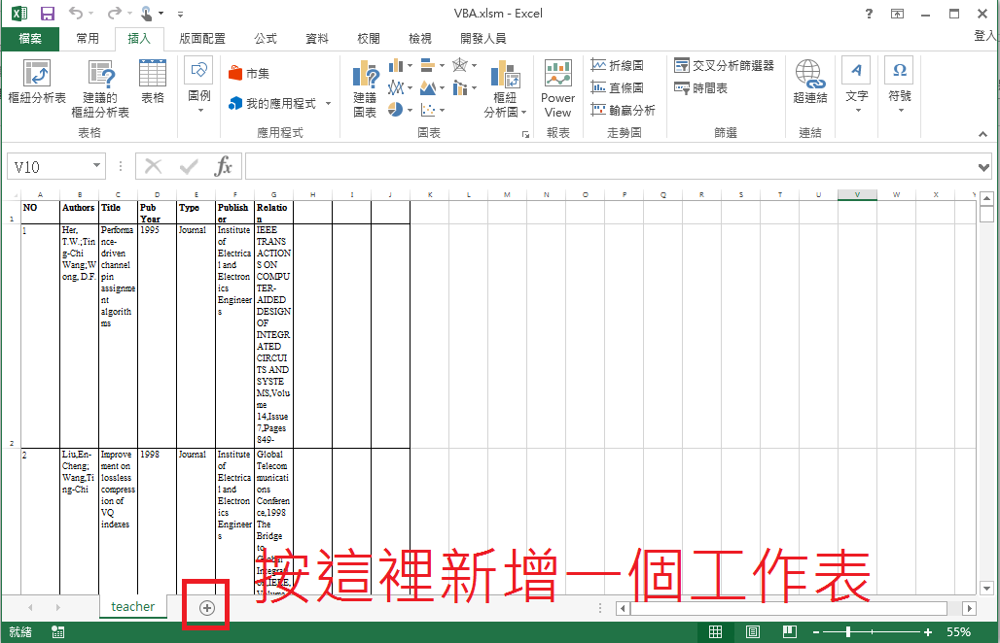 VBA.xlsm - Excel
登入
檔案 常用 插入 版面配置 公式 資料 校閱 檢視 開發人員
樞紐分析表 建議的 樞紐分析表 表格 圖例 市集 我的應用程式 建議 圖表 樞紐 分析圖 Power View 折線圖 直條圖 輸贏分析 交叉分析篩選器 時間表 超連結 文字 符號
表格 應用程式 圖表 報表 走勢圖 篩選 連結
V10 fx
A B C D E F G H I J K L M N O P Q R S T U V W X Y
1 NO Authors Title Pub Year Type Publisher Relation
2 1 Her, T.W.;Ting-Chi Wang;Wong, D.F. Performance-driven channel pin assignment algorithms 1995 Journal Institute of Electrical and Electronics Engineers IEEE TRANSACTIONS ON COMPUTER-AIDED DESIGN OF INTEGRATED CIRCUITS AND SYSTEMS,Volume 14,Issue 7,Pages 849-
2 Liu,En-Cheng;Wang,Ting-Chi Improvement on lossless compression of VQ indexes 1998 Journal Institute of Electrical and Electronics Engineers Global Telecommunications Conference,1998 The Bridge to Global
按這裡新增一個工作表
teacher
就緒 55%